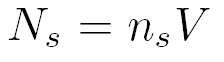 N_s = n_s V